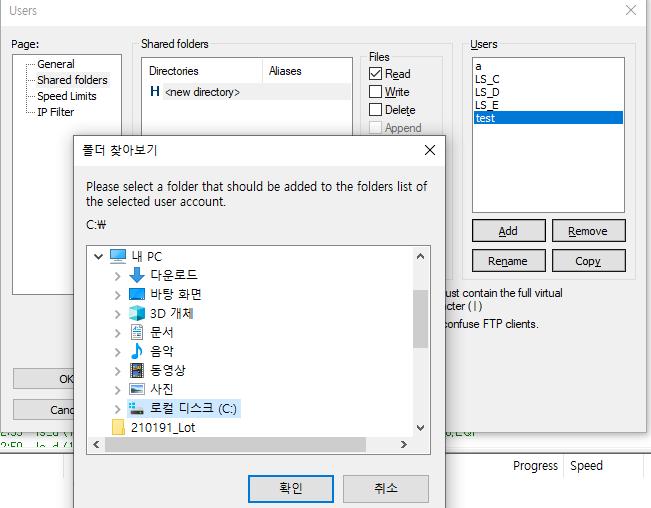 Users
Page:
General
Shared folders
Speed Limits
IP Filter
Shared folders
Directories Aliases
H <new directory>
Files
Read
Write
Delete
Append
Users
a
LS_C
LS_D
LS_E
test
Add Remove
Rename Copy
폴더 찾아보기
Please select a folder that should be added to the folders list of
the selected user account.
C:₩
내 PC
다운로드
바탕 화면
3D 개체
문서
음악
동영상
사진
로컬 디스크 (C:)
210191_Lot
확인 취소
ust contain the full virtual
cter (|)
confuse FTP clients.
OK
Canc
Progress Speed